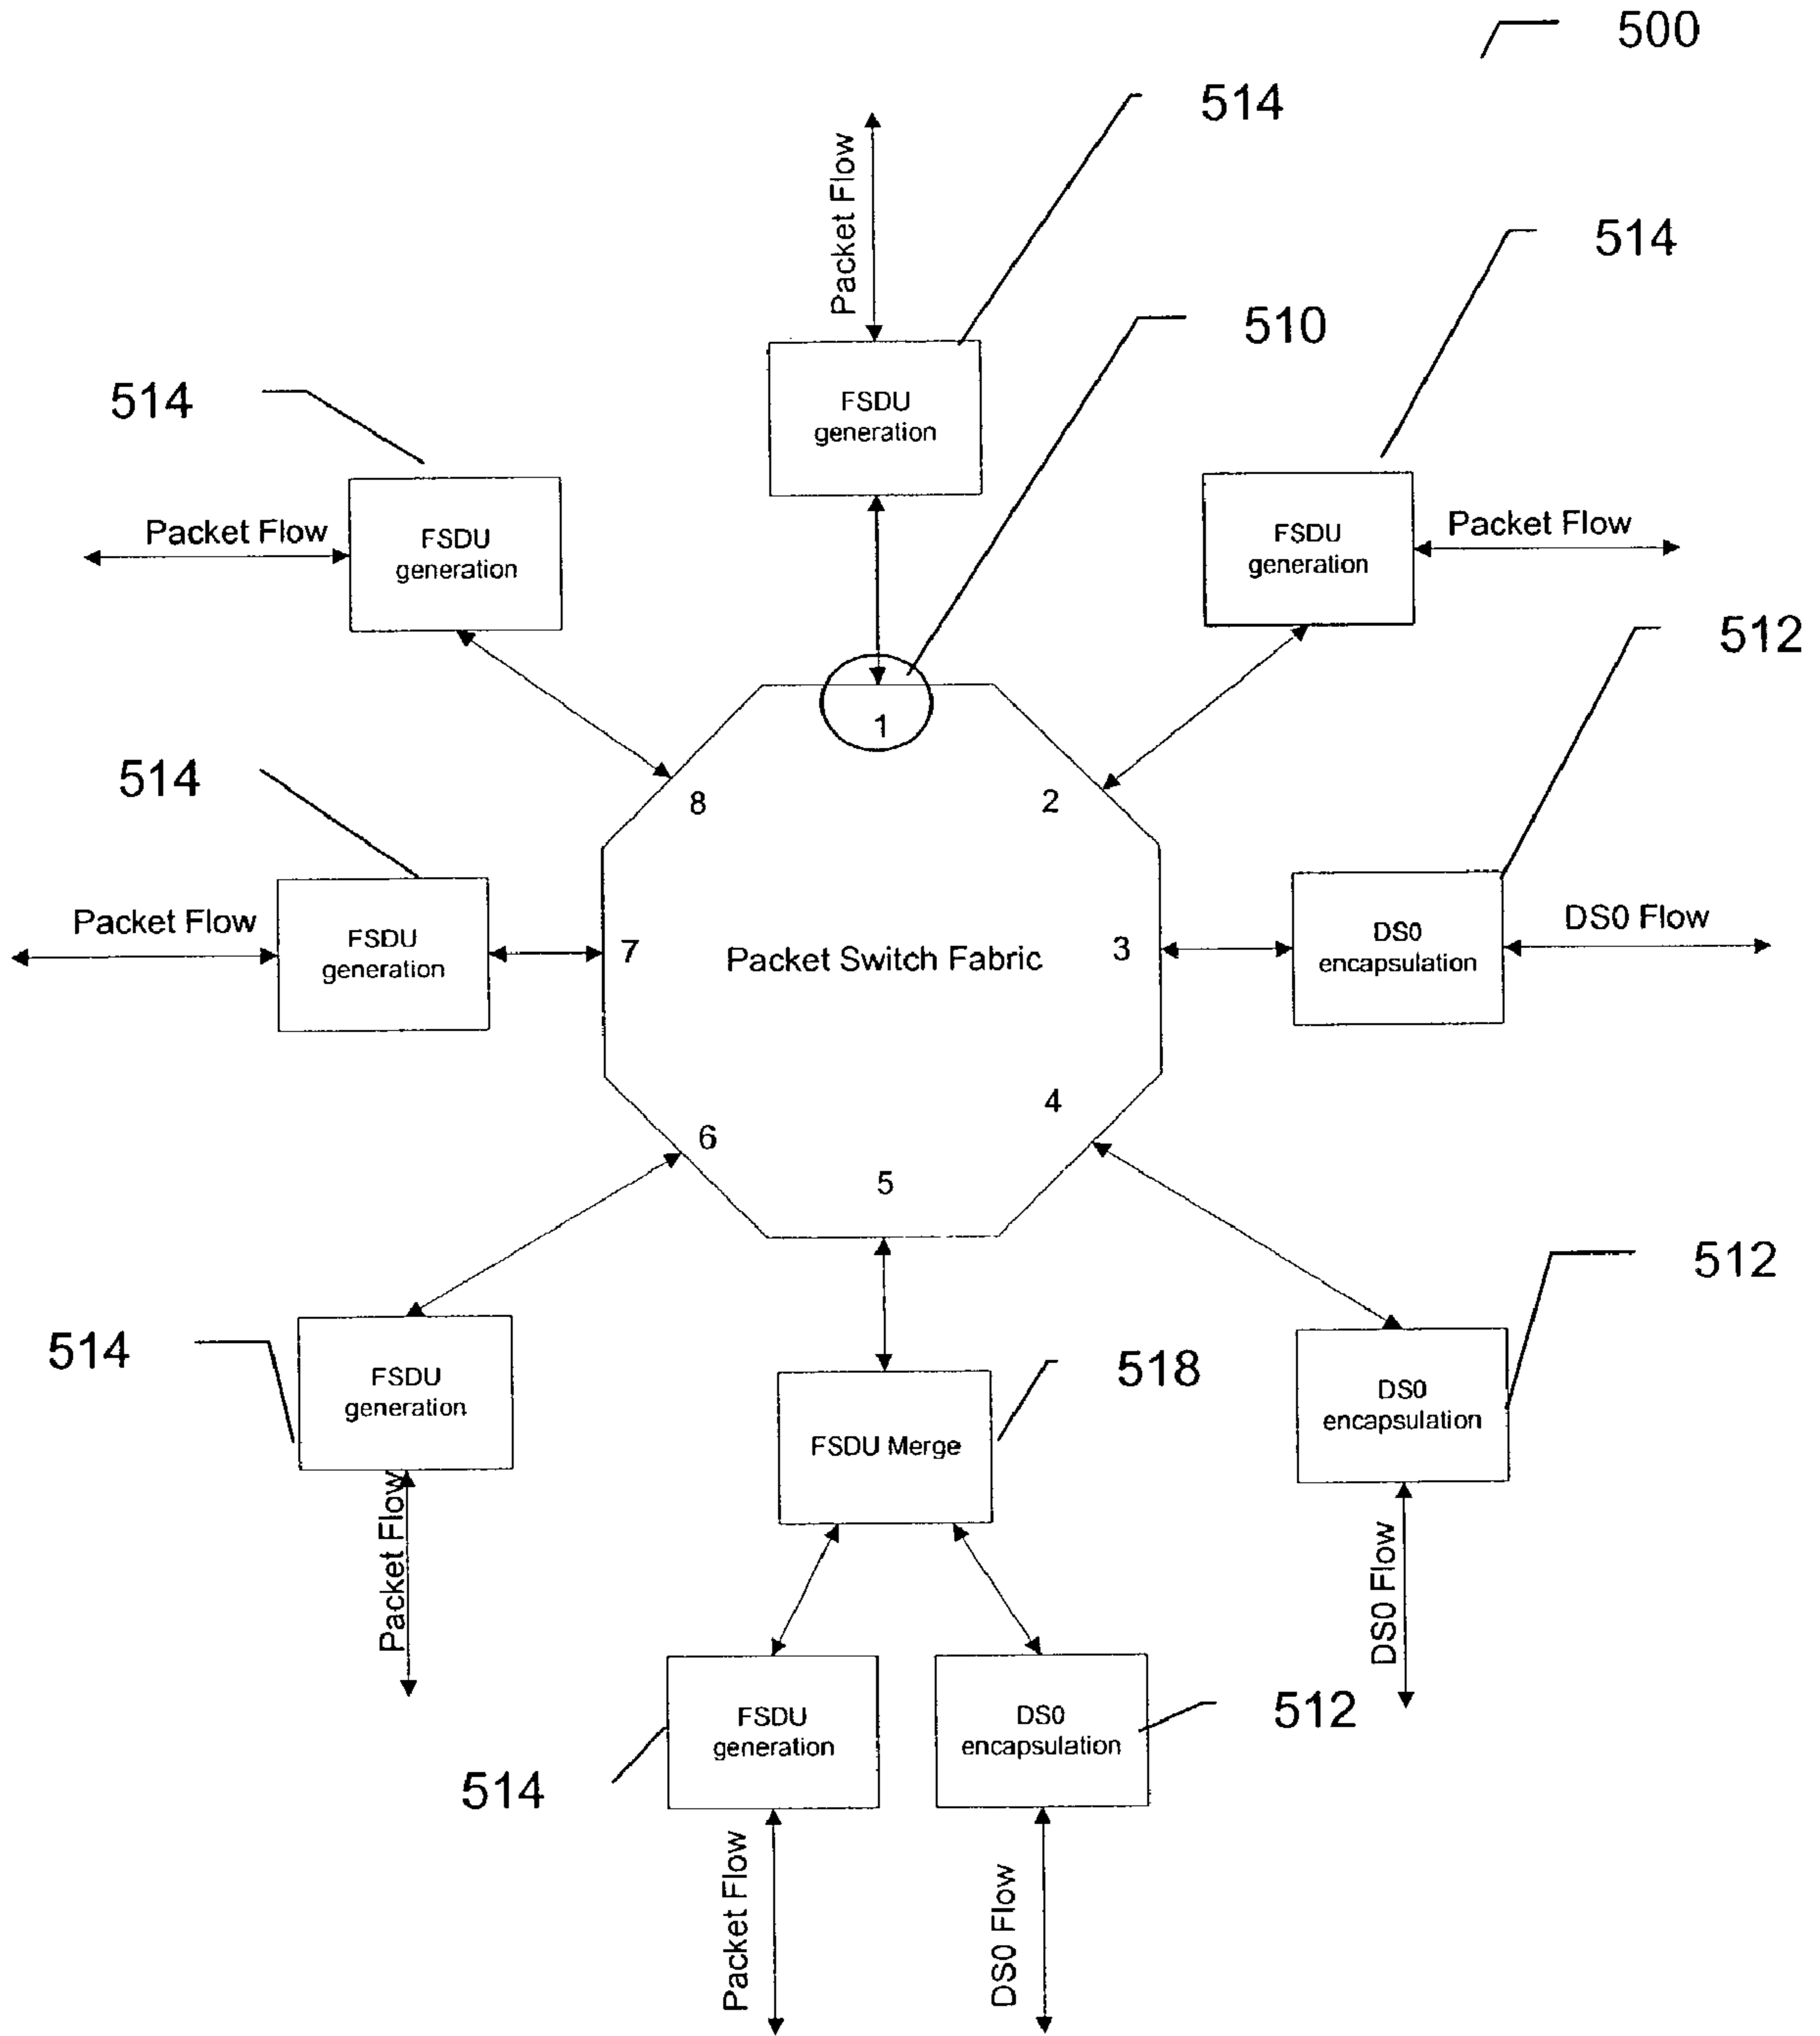 500
514
Packet Flow
514
510
FSDU
generation
514
Packet Flow
FSDU
generation
FSDU
generation
Packet Flow
512
1
514
8
2
Packet Flow
FSDU
generation
7
Packet Switch Fabric
3
DS0
encapsulation
DS0 Flow
4
6
5
512
514
FSDU
generation
518
FSDU Merge
DS0
encapsulation
Packet Flow
DS0 Flow
FSDU
generation
DS0
encapsulation
512
514
Packet Flow
DS0 Flow